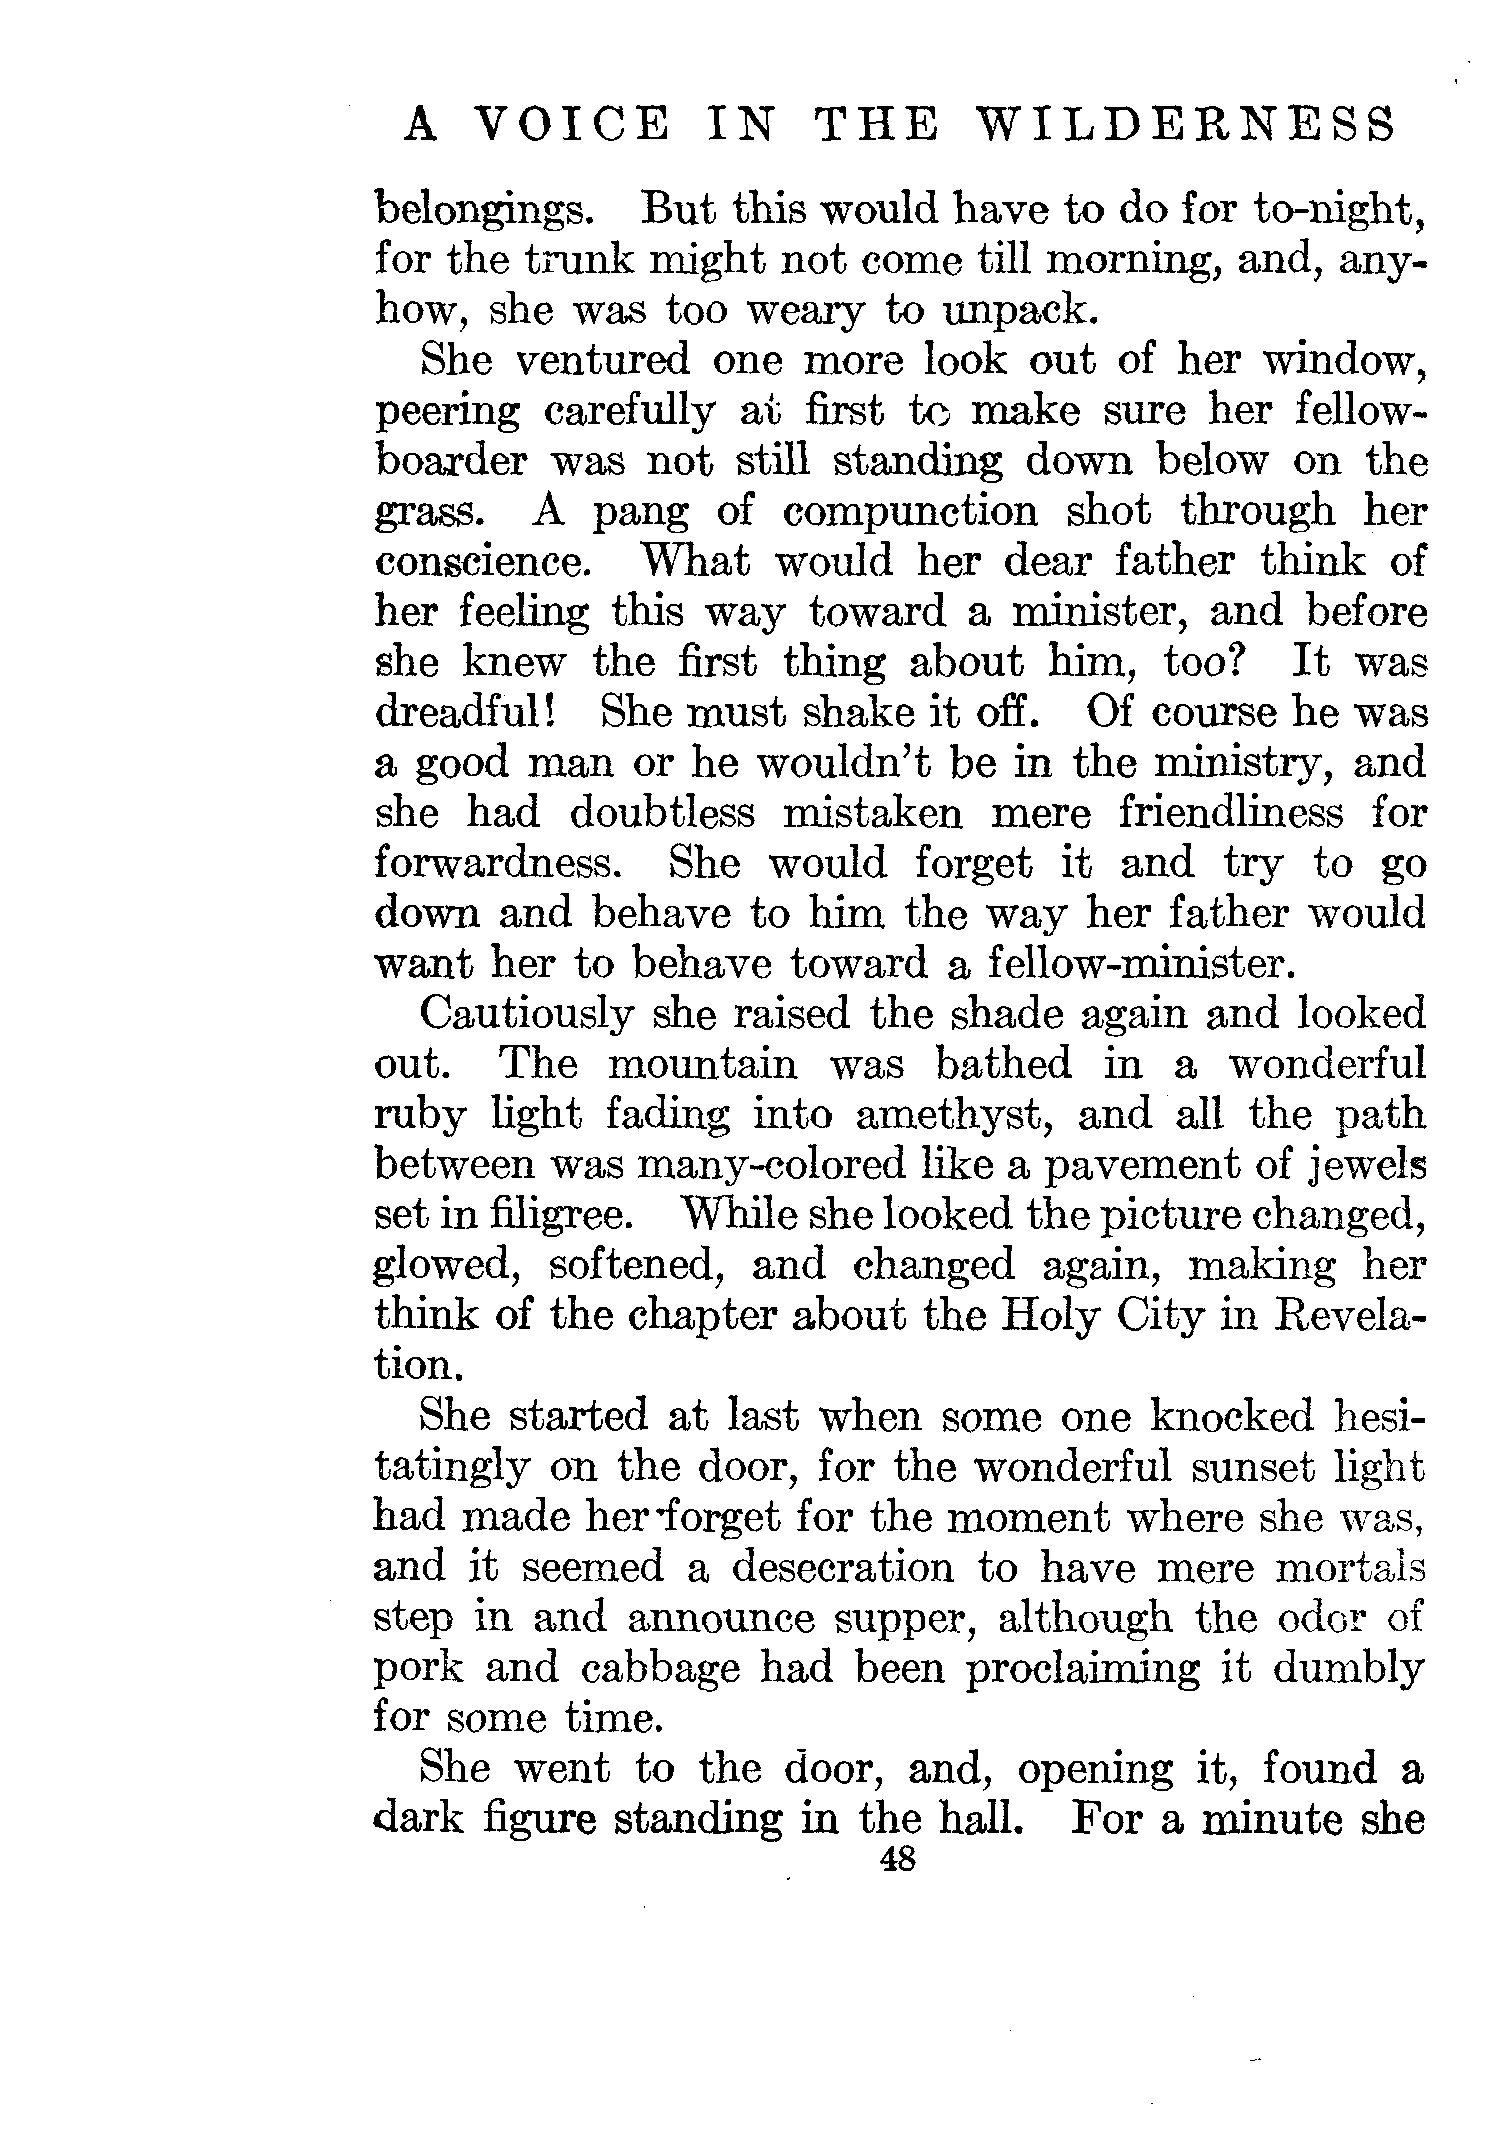 A VOICE IN THE WILDERNESS
belongings. But this would have to do for to-night,
for the trunk might not come till morning, and, any-
how, she was too weary to unpack.
She ventured one more look out of her window,
peering carefully at first to make sure her fellow-
boarder was not still standing down below on the
grass. A pang of compunction shot through her
conscience. What would her dear father think of
her feeling this way toward a minister, and before
she knew the first thing about him, too? It was
dreadful! She must shake it off. Of course he was
a good man or he wouldn't be in the ministry, and
she had doubtless mistaken mere friendliness for
forwardness. She would forget it and try to go
down and behave to him the way her father would
want her to behave toward a fellow-minister.
Cautiously she raised the shade again and looked
out. The mountain was bathed in a wonderful
ruby light fading into amethyst, and all the path
between was many-colored like a pavement of jewels
set in filigree. While she looked the picture changed,
glowed, softened, and changed again, making her
think of the chapter about the Holy City in Revela-
tion.
She started at last when some one knocked hesi-
tatingly on the door, for the wonderful sunset light
had made her forget for the moment where she was,
and it seemed a desecration to have mere mortals
step in and announce supper, although the odor of
pork and cabbage had been proclaiming it dumbly
for some time.
She went to the door, and, opening it, found a
dark figure standing in the hall. For a minute she
48